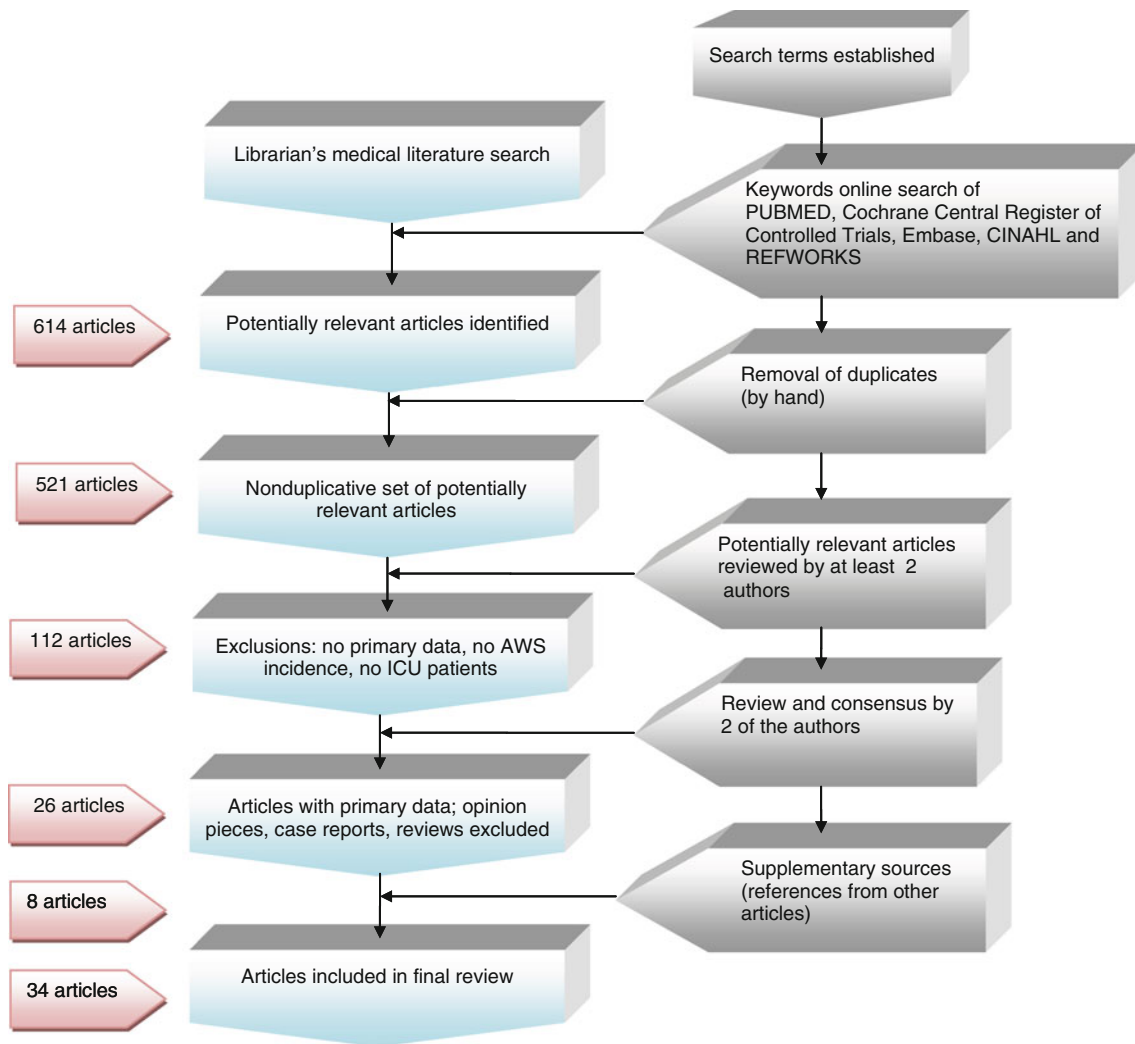 Search terms established
Librarian's medical literature search
Keywords online search of
PUBMED, Cochrane Central Register of
Controlled Trials, Embase, CINAHL and
REFWORKS
614 articles
Potentially relevant articles identified
Removal of duplicates
(by hand)
521 articles
Nonduplicative set of potentially
relevant articles
Potentially relevant articles
reviewed by at least 2
authors
112 articles
Exclusions: no primary data, no AWS
incidence, no ICU patients
Review and consensus by
2 of the authors
26 articles
Articles with primary data; opinion
pieces, case reports, reviews excluded
Supplementary sources
(references from other
articles)
8 articles
34 articles
Articles included in final review